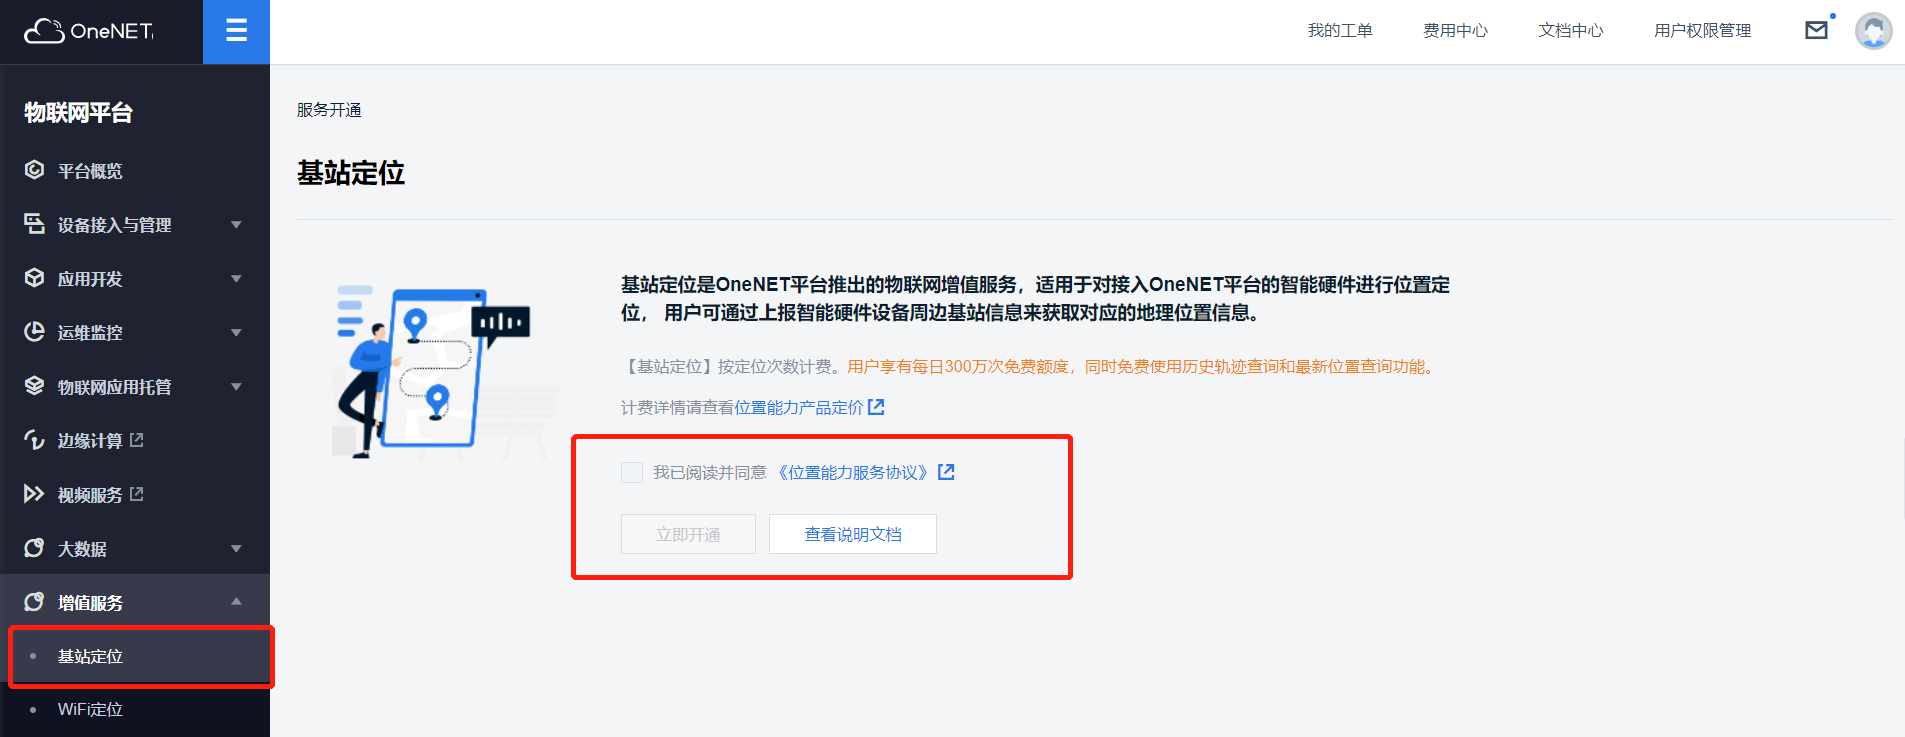 OneNET
我的工单
费用中心
文档中心
用户权限管理
物联网平台
平台概览
设备接入与管理
应用开发
运维监控
物联网应用托管
边缘计算
视频服务
大数据
增值服务
基站定位
WiFi定位
服务开通
基站定位
基站定位是OneNET平台推出的物联网增值服务，适用于对接入OneNET平台的智能硬件进行位置定
位， 用户可通过上报智能硬件设备周边基站信息来获取对应的地理位置信息。
【基站定位】按定位次数计费。用户享有每日300万次免费额度，同时免费使用历史轨迹查询和最新位置查询功能。
计费详情请查看位置能力产品定价
我已阅读并同意 《位置能力服务协议》
立即开通
查看说明文档